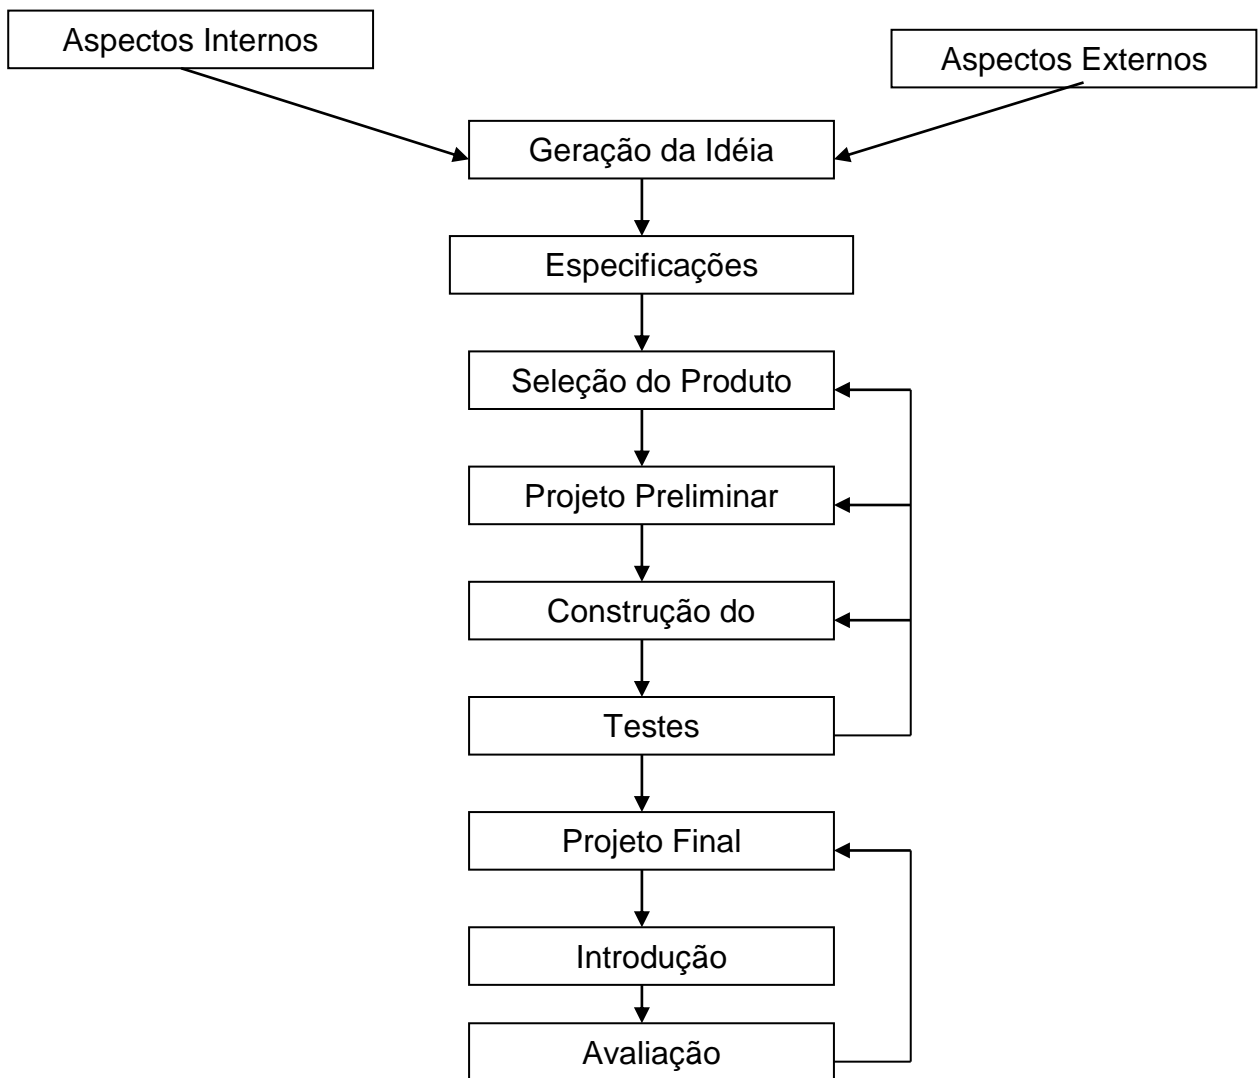 Aspectos Internos
Aspectos Externos
Geração da Idéia
Especificações
Seleção do Produto
Projeto Preliminar
Construção do
Testes
Projeto Final
Introdução
Avaliação